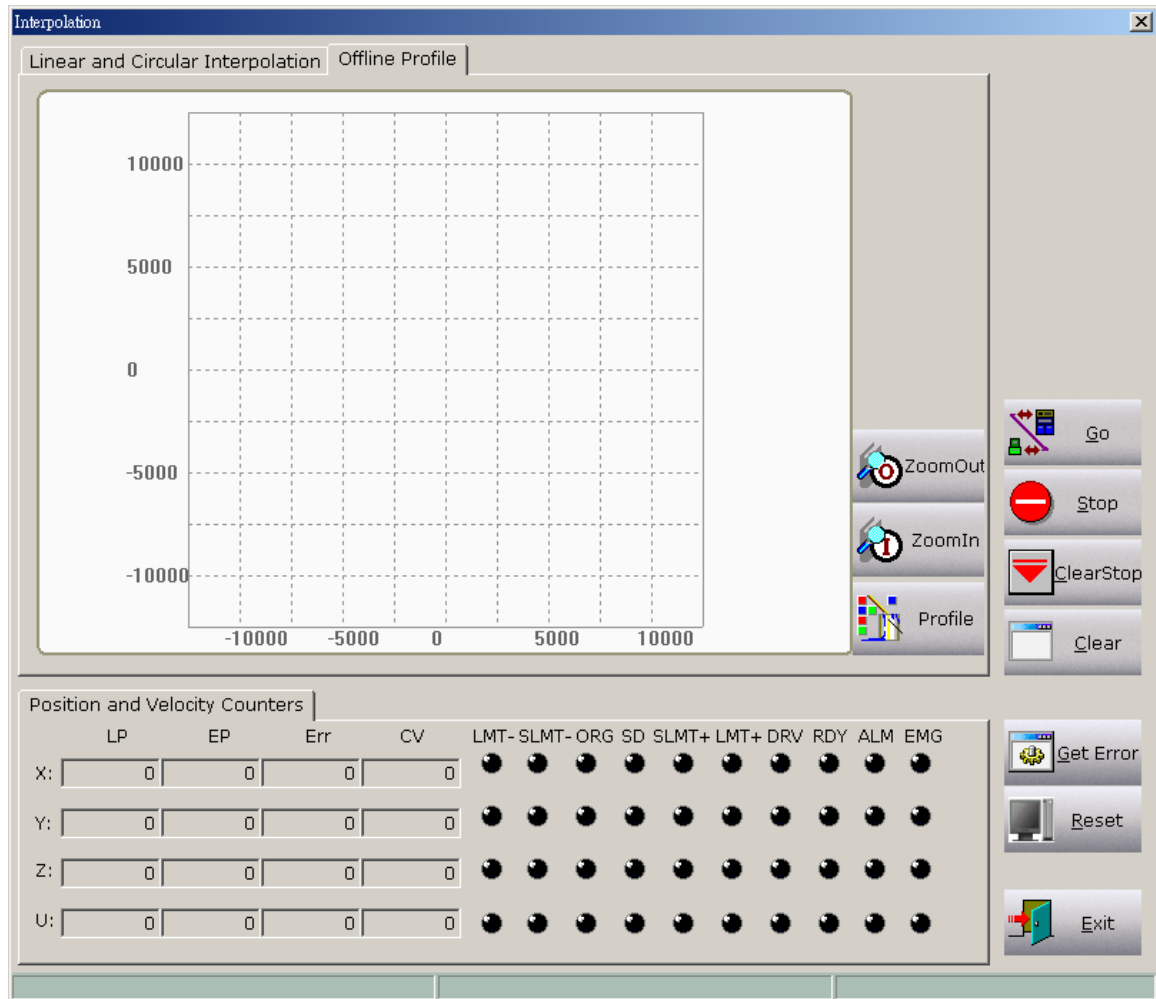 Interpolation
Linear and Circular Interpolation Offline Profile
10000
5000
0
-5000
-10000
-10000 -5000 0 5000 10000
ZoomOut
ZoomIn
Profile
Go
Stop
ClearStop
Clear
Position and Velocity Counters
LP EP Err CV LMT- SLMT- ORG SD SLMT+ LMT+ DRV RDY ALM EMG
X: 0 0 0 0
Y: 0 0 0 0
Z: 0 0 0 0
U: 0 0 0 0
Get Error
Reset
Exit